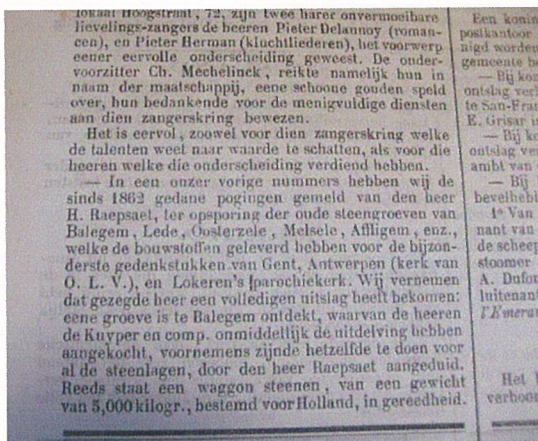 lokaal Hoogstraat, 72, zijn twee harer onvermoeibare
lievelings-zangers de heeren Pieter Delannoy (roman-
cen), en Pieter Herman (kluchtliederen), het voorwerp
eener eervolle onderscheiding geweest. De onder-
voorzitter Ch. Mechelinck, reikte namelijk hun in
naam der maatschappij, eene schoone gouden speld
over, hun bedankende voor de menigvuldige diensten
aan dien zangerskring bewezen.
Het is eervol, zoowel voor dien zangerskring welke
de talenten weet naar waarde te schatten, als voor die
heeren welke die onderscheiding verdiend hebben.
— In een onzer vorige nummers hebben wij de
sinds 1862 gedane pogingen gemeld van den heer
H. Raepsaet, ter opsporing der oude steengroeven van
Balegem, Lede, Oosterzele, Melsele, Affligem, enz.,
welke de bouwstoffen geleverd hebben voor de bijzon-
derste gedenkstukken van Gent, Antwerpen (kerk van
O. L. V.), en Lokeren's parochiekerk. Wij vernemen
dat gezegde heer een volledigen uitslag heeft bekomen:
eene groeve is te Balegem ontdekt, waarvan de heeren
de Kuyper en comp. onmiddellijk de uitdelving hebben
aangekocht, voornemens zijnde hetzelfde te doen voor
al de steenlagen, door den heer Raepsaet aangeduid.
Reeds staat een waggon steenen, van een gewicht
van 5,000 kilogr., bestemd voor Holland, in gereedheid.
Een konin
postkantoor
nigd worden
gemeente b
— Bij kon
ontslag verl
te San-Fran
E. Grisar i
— Bij k
ontslag ve
ambt van
— Bij
bevelhebb
1º Van
nant van
de scheep
stoomer
A. Dufou
luitenant
l'Emerau
Het
verhoor